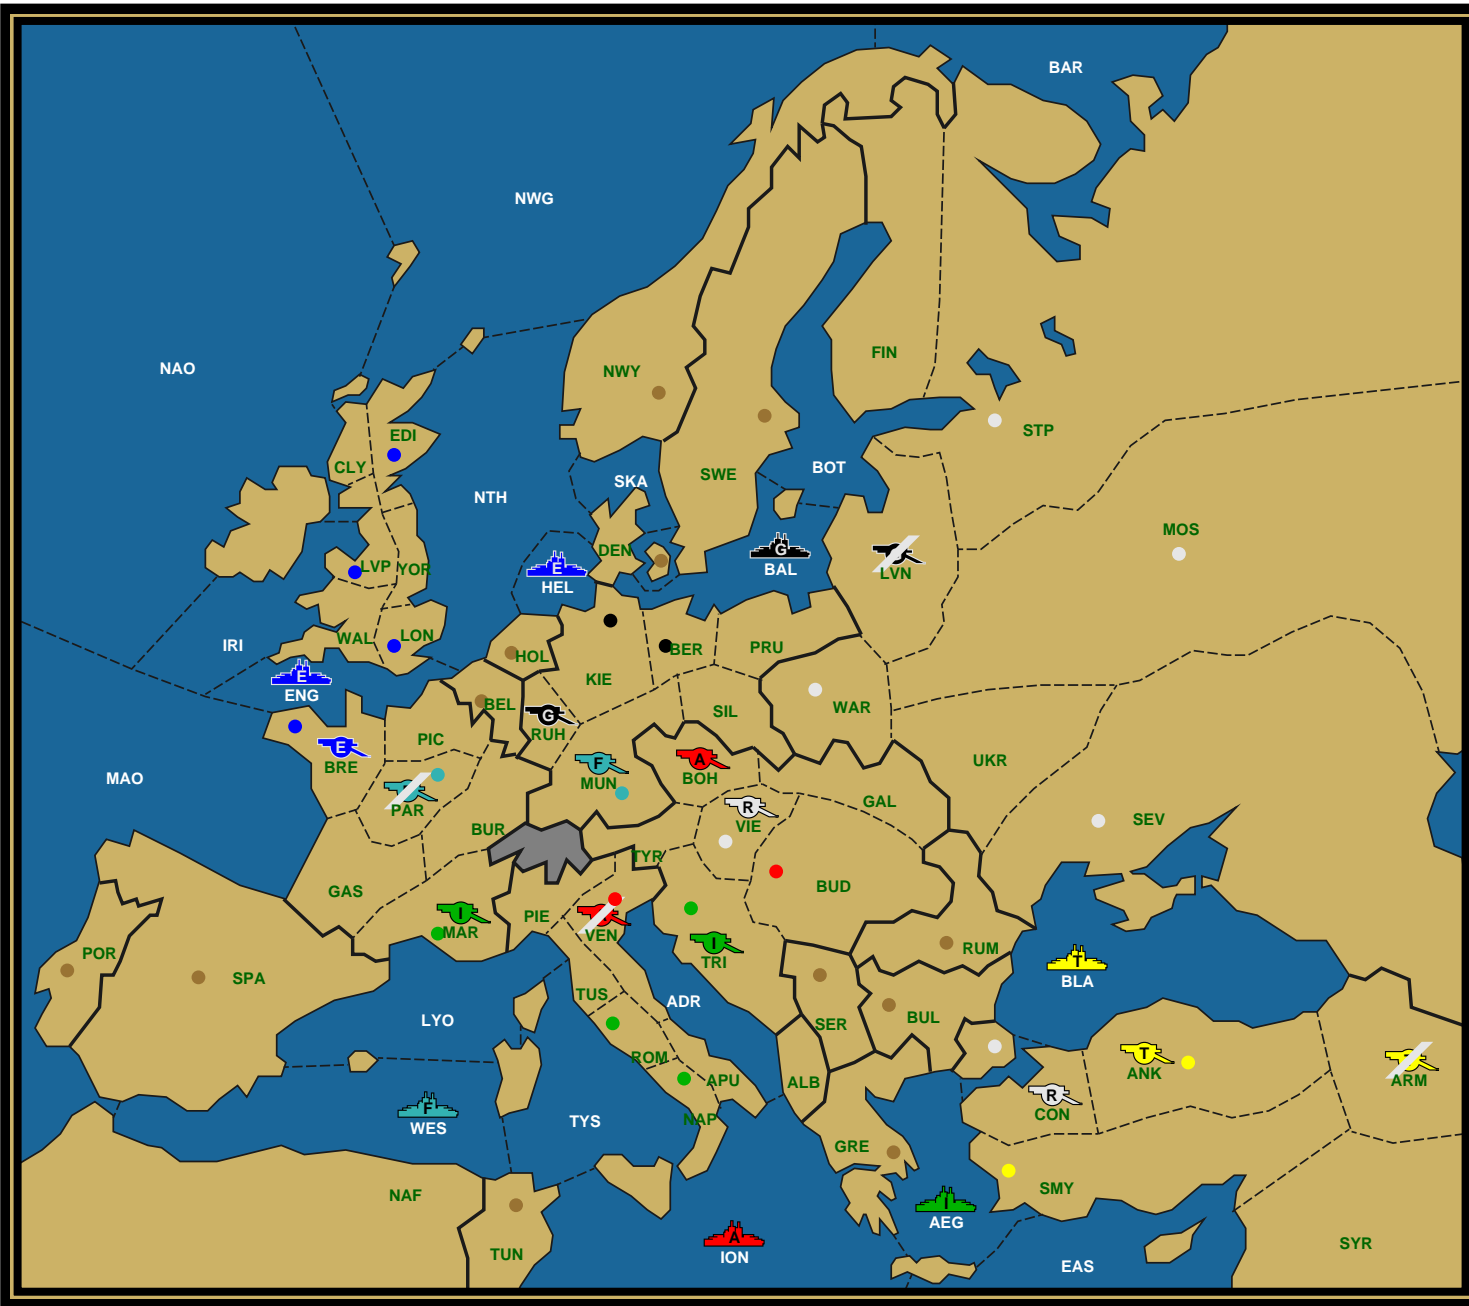 BAR
NWG
NAO
FIN
NWY
STP
EDI
CLY
SWE
BOT
SKA
NTH
MOS
DEN
G
BAL
LVN
E
HEL
LVP
YOR
WAL
LON
IRI
HOL
BER
PRU
KIE
E
ENG
BEL
SIL
WAR
G
RUH
PIC
E
BRE
F
MUN
A
BOH
UKR
MAO
PAR
R
VIE
GAL
SEV
BUR
TYR
BUD
GAS
I
MAR
PIE
VEN
I
TRI
RUM
POR
SPA
T
BLA
TUS
ADR
LYO
SER
BUL
ROM
APU
ALB
T
ANK
ARM
R
CON
F
WES
TYS
NAP
GRE
NAF
SMY
I
AEG
A
ION
TUN
EAS
SYR